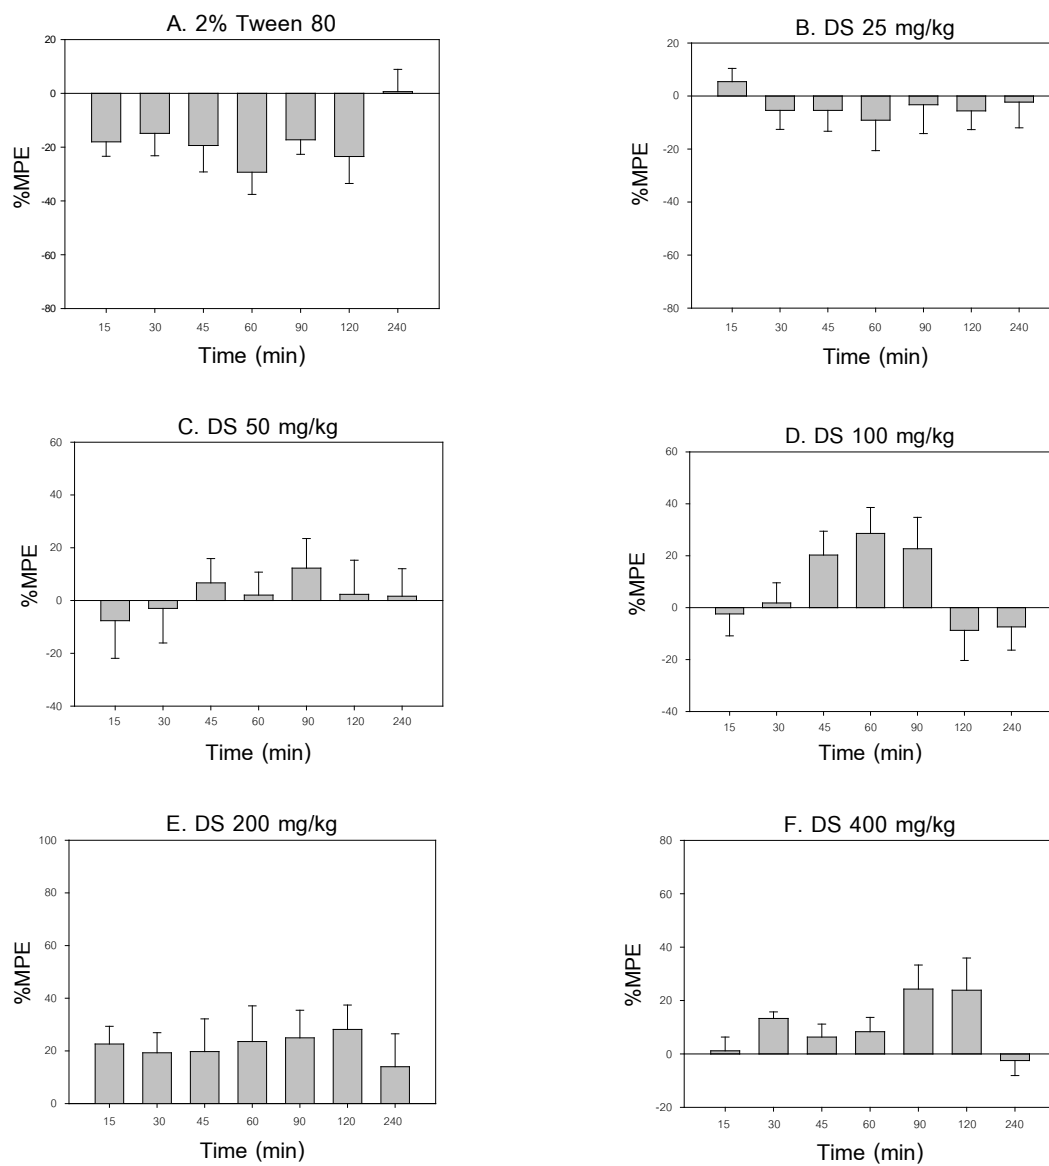 A. 2% Tween 80
20
0
-20
-40
-60
-80
%MPE
15 30 45 60 90 120 240
Time (min)
B. DS 25 mg/kg
20
0
-20
-40
-60
-80
%MPE
15 30 45 60 90 120 240
Time (min)
C. DS 50 mg/kg
60
40
20
0
-20
-40
%MPE
15 30 45 60 90 120 240
Time (min)
D. DS 100 mg/kg
60
40
20
0
-20
-40
%MPE
15 30 45 60 90 120 240
Time (min)
E. DS 200 mg/kg
100
80
60
40
20
0
%MPE
15 30 45 60 90 120 240
Time (min)
F. DS 400 mg/kg
80
60
40
20
0
-20
%MPE
15 30 45 60 90 120 240
Time (min)